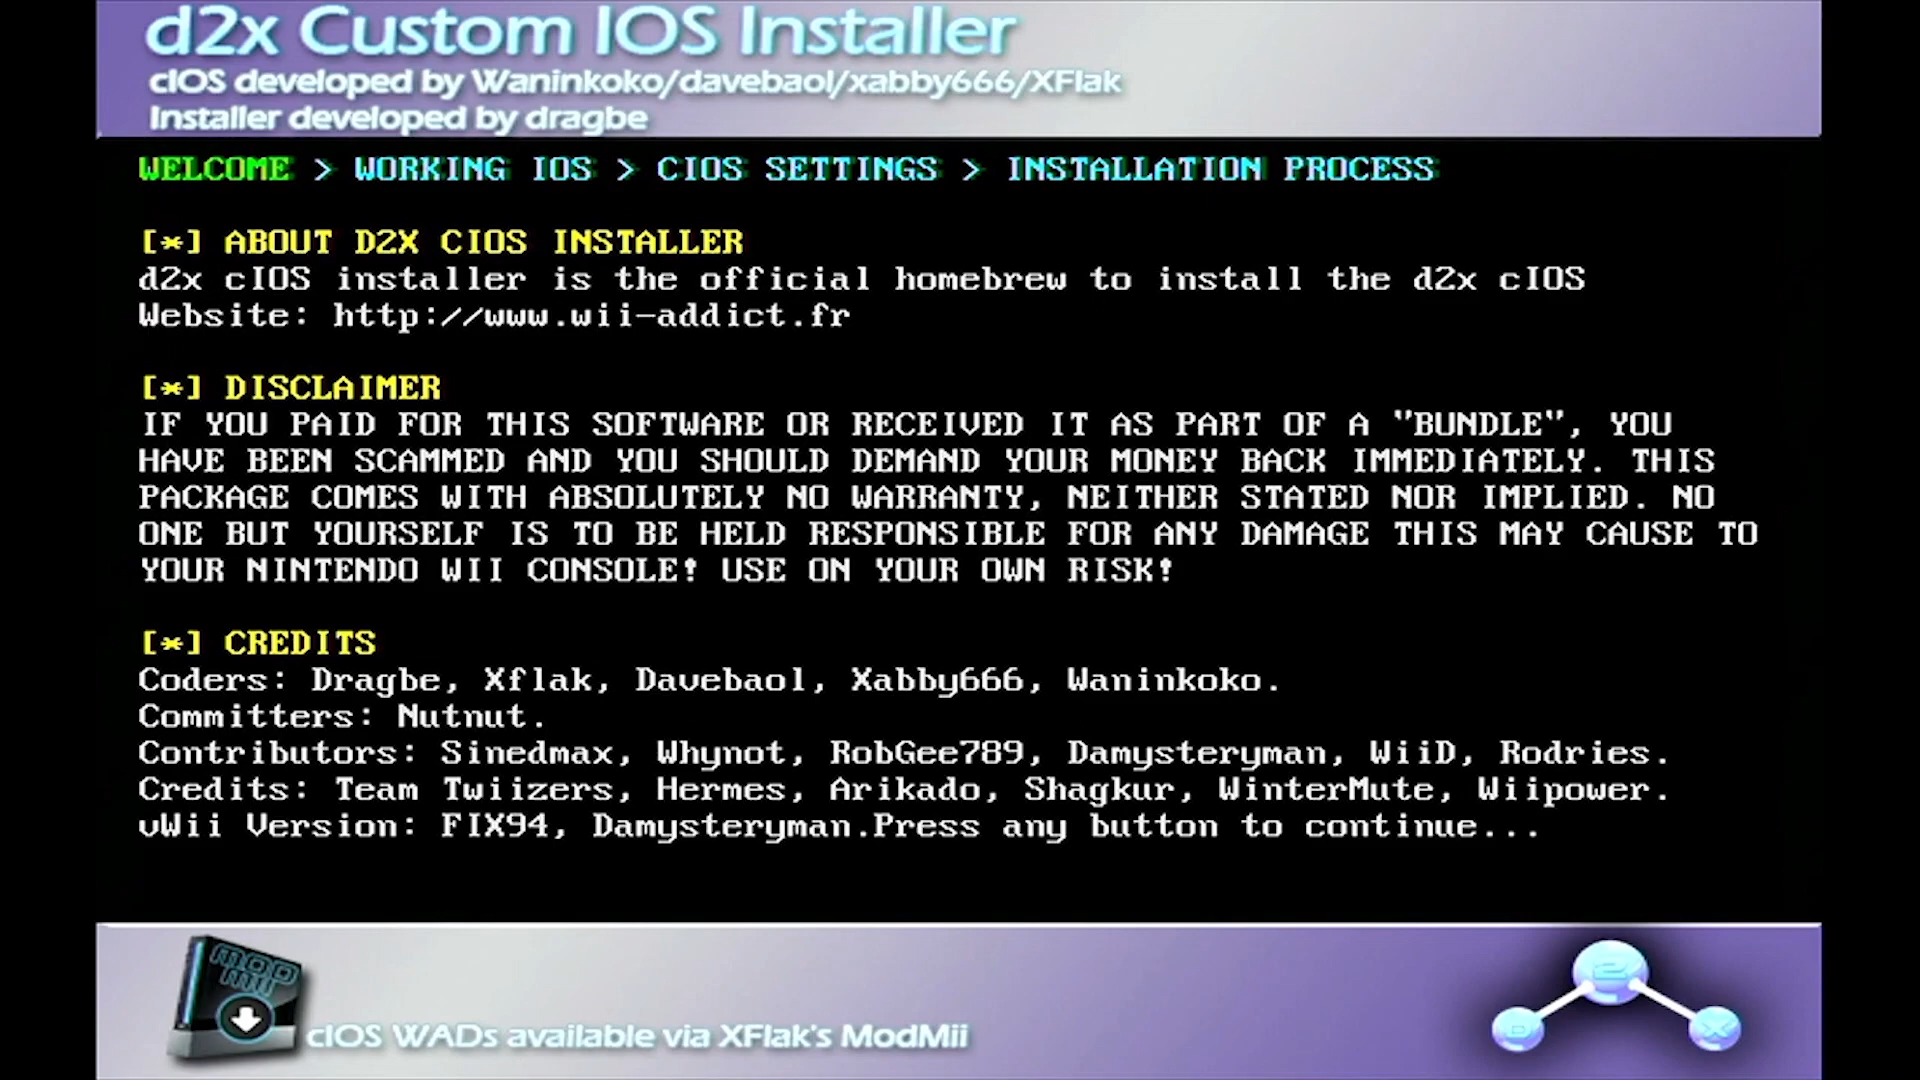 d2x Custom IOS Installer
cIOS developed by Waninkoko/davebaol/xabby666/XFlak
Installer developed by dragbe
WELCOME > WORKING IOS > CIOS SETTINGS > INSTALLATION PROCESS
[*] ABOUT D2X CIOS INSTALLER
d2x cIOS installer is the official homebrew to install the d2x cIOS
Website: http://www.wii-addict.fr
[*] DISCLAIMER
IF YOU PAID FOR THIS SOFTWARE OR RECEIVED IT AS PART OF A "BUNDLE", YOU
HAVE BEEN SCAMMED AND YOU SHOULD DEMAND YOUR MONEY BACK IMMEDIATELY. THIS
PACKAGE COMES WITH ABSOLUTELY NO WARRANTY, NEITHER STATED NOR IMPLIED. NO
ONE BUT YOURSELF IS TO BE HELD RESPONSIBLE FOR ANY DAMAGE THIS MAY CAUSE TO
YOUR NINTENDO WII CONSOLE! USE ON YOUR OWN RISK!
[*] CREDITS
Coders: Dragbe, Xflak, Davebaol, Xabby666, Waninkoko.
Committers: Nutnut.
Contributors: Sinedmax, Whynot, RobGee789, Damysteryman, WiiD, Rodries.
Credits: Team Twiizers, Hermes, Arikado, Shagkur, WinterMute, Wiipower.
vWii Version: FIX94, Damysteryman.Press any button to continue...
MOD
MII
cIOS WADs available via XFlak's ModMii
2
D
X